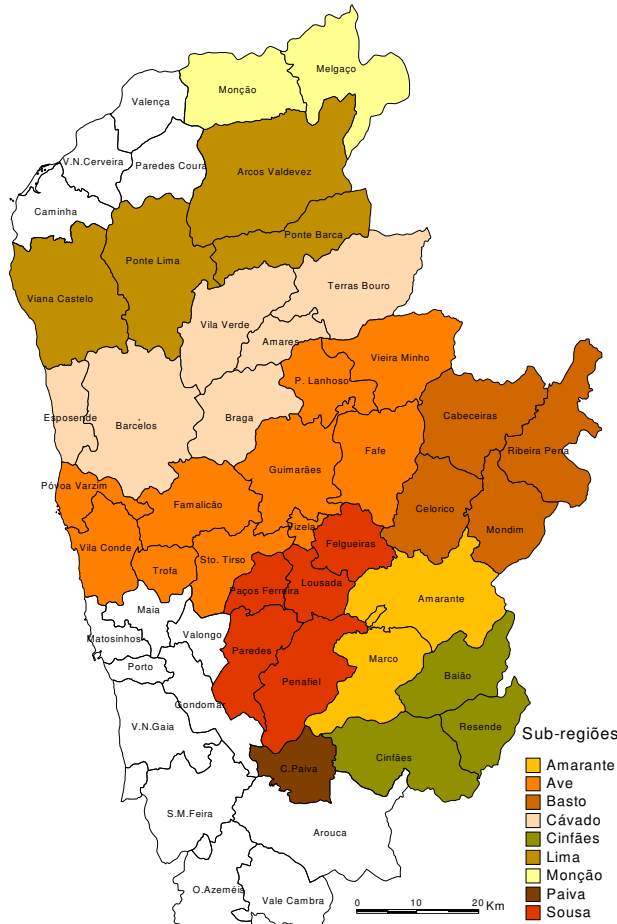 Melgaço
Monção
Valença
V.N.Cerveira
Paredes Coura
Arcos Valdevez
Caminha
Ponte Barca
Ponte Lima
Terras Bouro
Viana Castelo
Vila Verde
Amares
Vieira Minho
P. Lanhoso
Esposende
Barcelos
Braga
Cabeceiras
Ribeira Pena
Fafe
Guimarães
Póvoa Varzim
Famalicão
Celorico
Mondim
Vizela
Felgueiras
Vila Conde
Sto. Tirso
Trofa
Lousada
Paços Ferreira
Amarante
Maia
Matosinhos
Valongo
Paredes
Marco
Porto
Baião
Penafiel
Gondomar
V.N.Gaia
Resende
Cinfães
C.Paiva
S.M.Feira
Arouca
O.Azeméis
Vale Cambra
Sub-regiões
Amarante
Ave
Basto
Cávado
Cinfães
Lima
Monção
Paiva
Sousa
0 10 20 Km